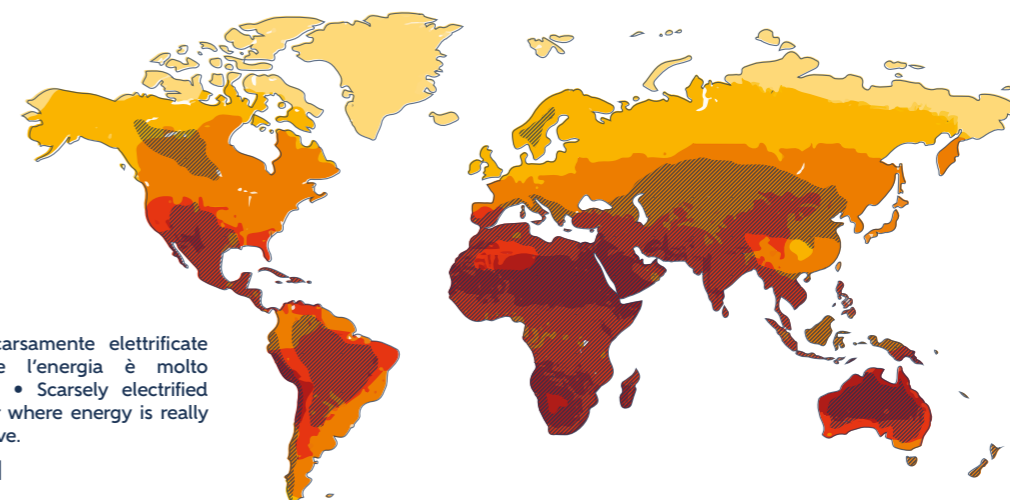 carsamente elettrificate
e l'energia è molto
• Scarsely electrified
where energy is really
ve.